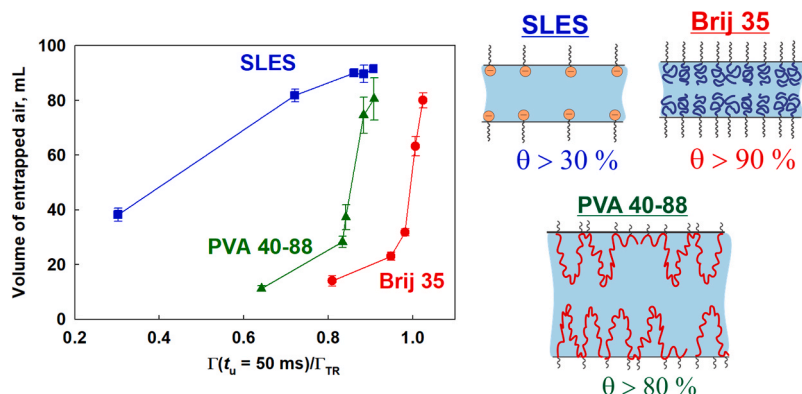 Volume of entrapped air, mL
100
80
60
40
20
0
0.2
0.4
0.6
0.8
1.0
Γ(tu = 50 ms)/ΓTR
SLES
PVA 40-88
Brij 35
SLES
θ > 30 %
Brij 35
θ > 90 %
PVA 40-88
θ > 80 %